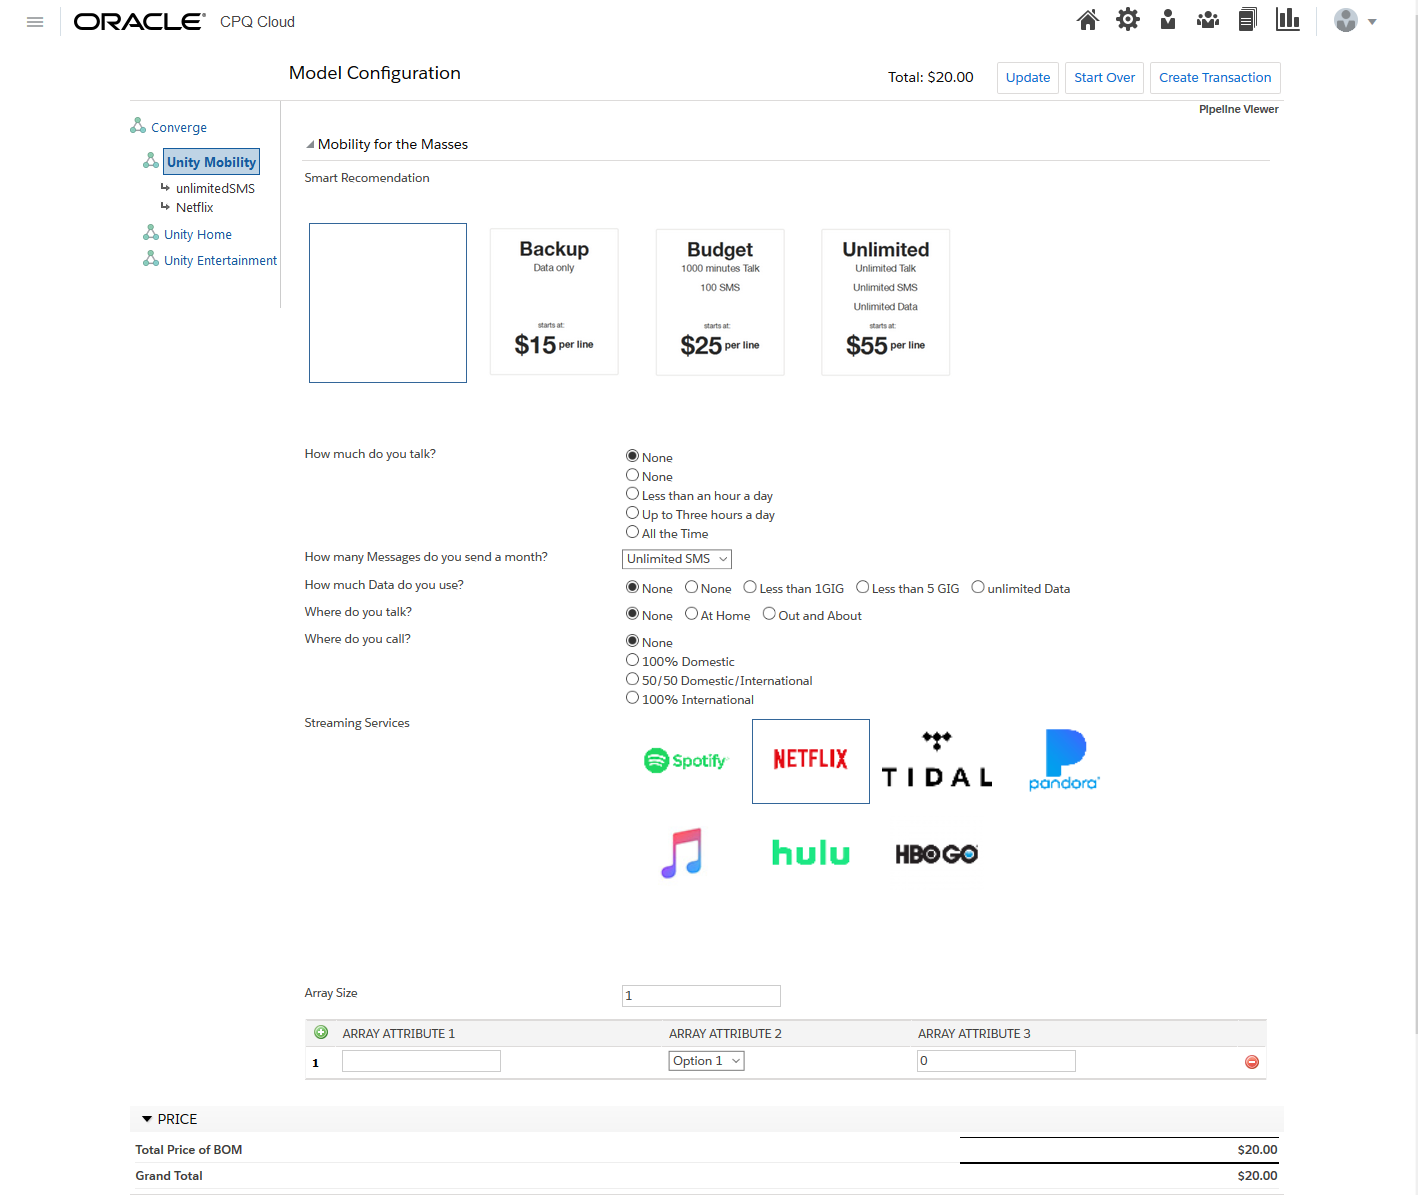 ORACLE® CPQ Cloud
Model Configuration
Total: $20.00 Update Start Over Create Transaction
Pipeline Viewer
Converge
Unity Mobility
unlimitedSMS
Netflix
Unity Home
Unity Entertainment
Mobility for the Masses
Smart Recomendation
Backup
Data only
starts at:
$15 per line
Budget
1000 minutes Talk
100 SMS
starts at:
$25 per line
Unlimited
Unlimited Talk
Unlimited SMS
Unlimited Data
starts at:
$55 per line
How much do you talk?
None
None
Less than an hour a day
Up to Three hours a day
All the Time
How many Messages do you send a month? Unlimited SMS
How much Data do you use? None None Less than 1GIG Less than 5 GIG unlimited Data
Where do you talk? None At Home Out and About
Where do you call? None
100% Domestic
50/50 Domestic/International
100% International
Streaming Services
Spotify NETFLIX TIDAL pandora
hulu HBO GO
Array Size 1
ARRAY ATTRIBUTE 1 ARRAY ATTRIBUTE 2 ARRAY ATTRIBUTE 3
1 Option 1 0
PRICE
Total Price of BOM $20.00
Grand Total $20.00